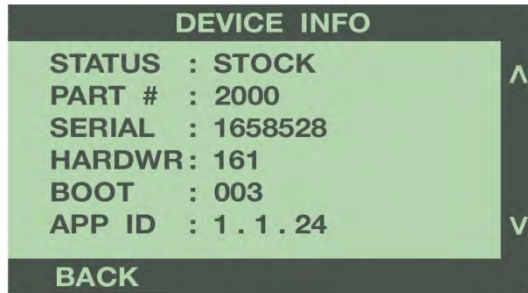 DEVICE INFO
STATUS : STOCK
PART # : 2000
SERIAL : 1658528
HARDWR : 161
BOOT : 003
APP ID : 1 . 1 . 24
BACK